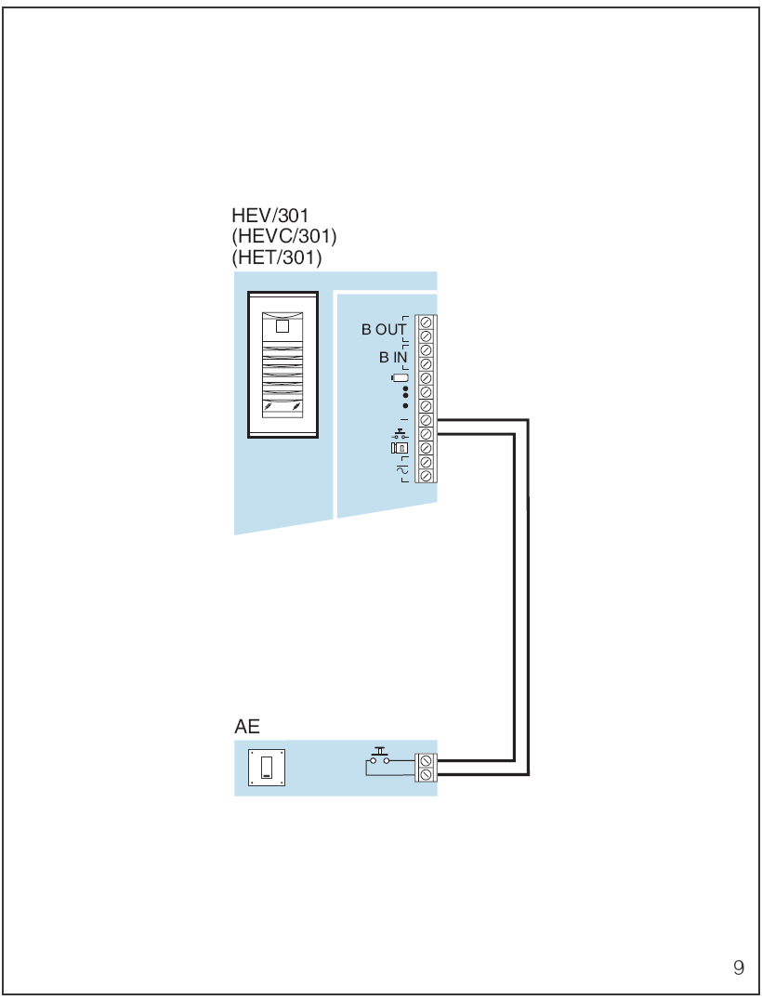 HEV/301
(HEVC/301)
(HET/301)
B OUT
B IN
AE
9